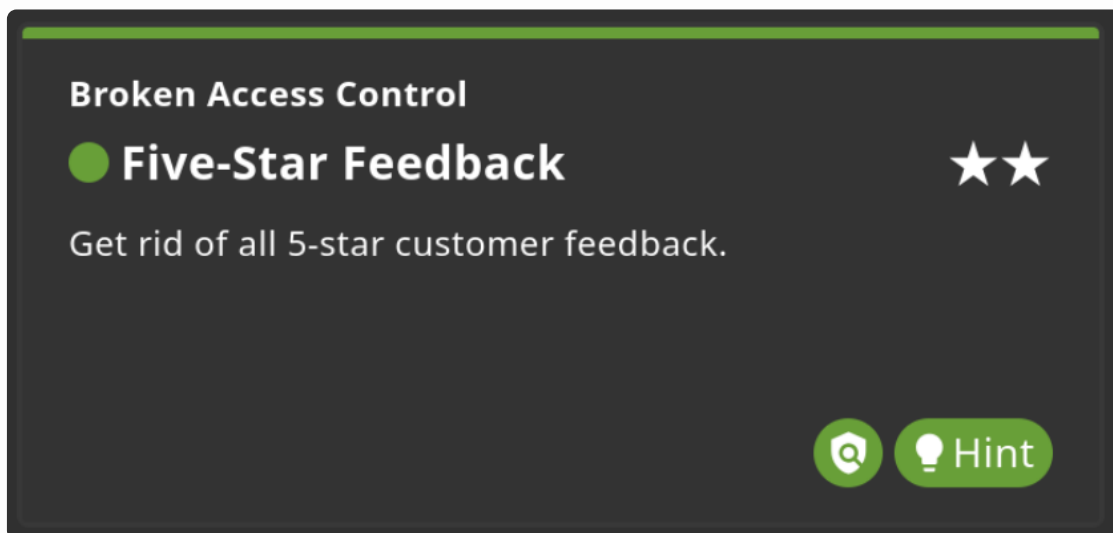 Broken Access Control
Five-Star Feedback
Get rid of all 5-star customer feedback.
Hint